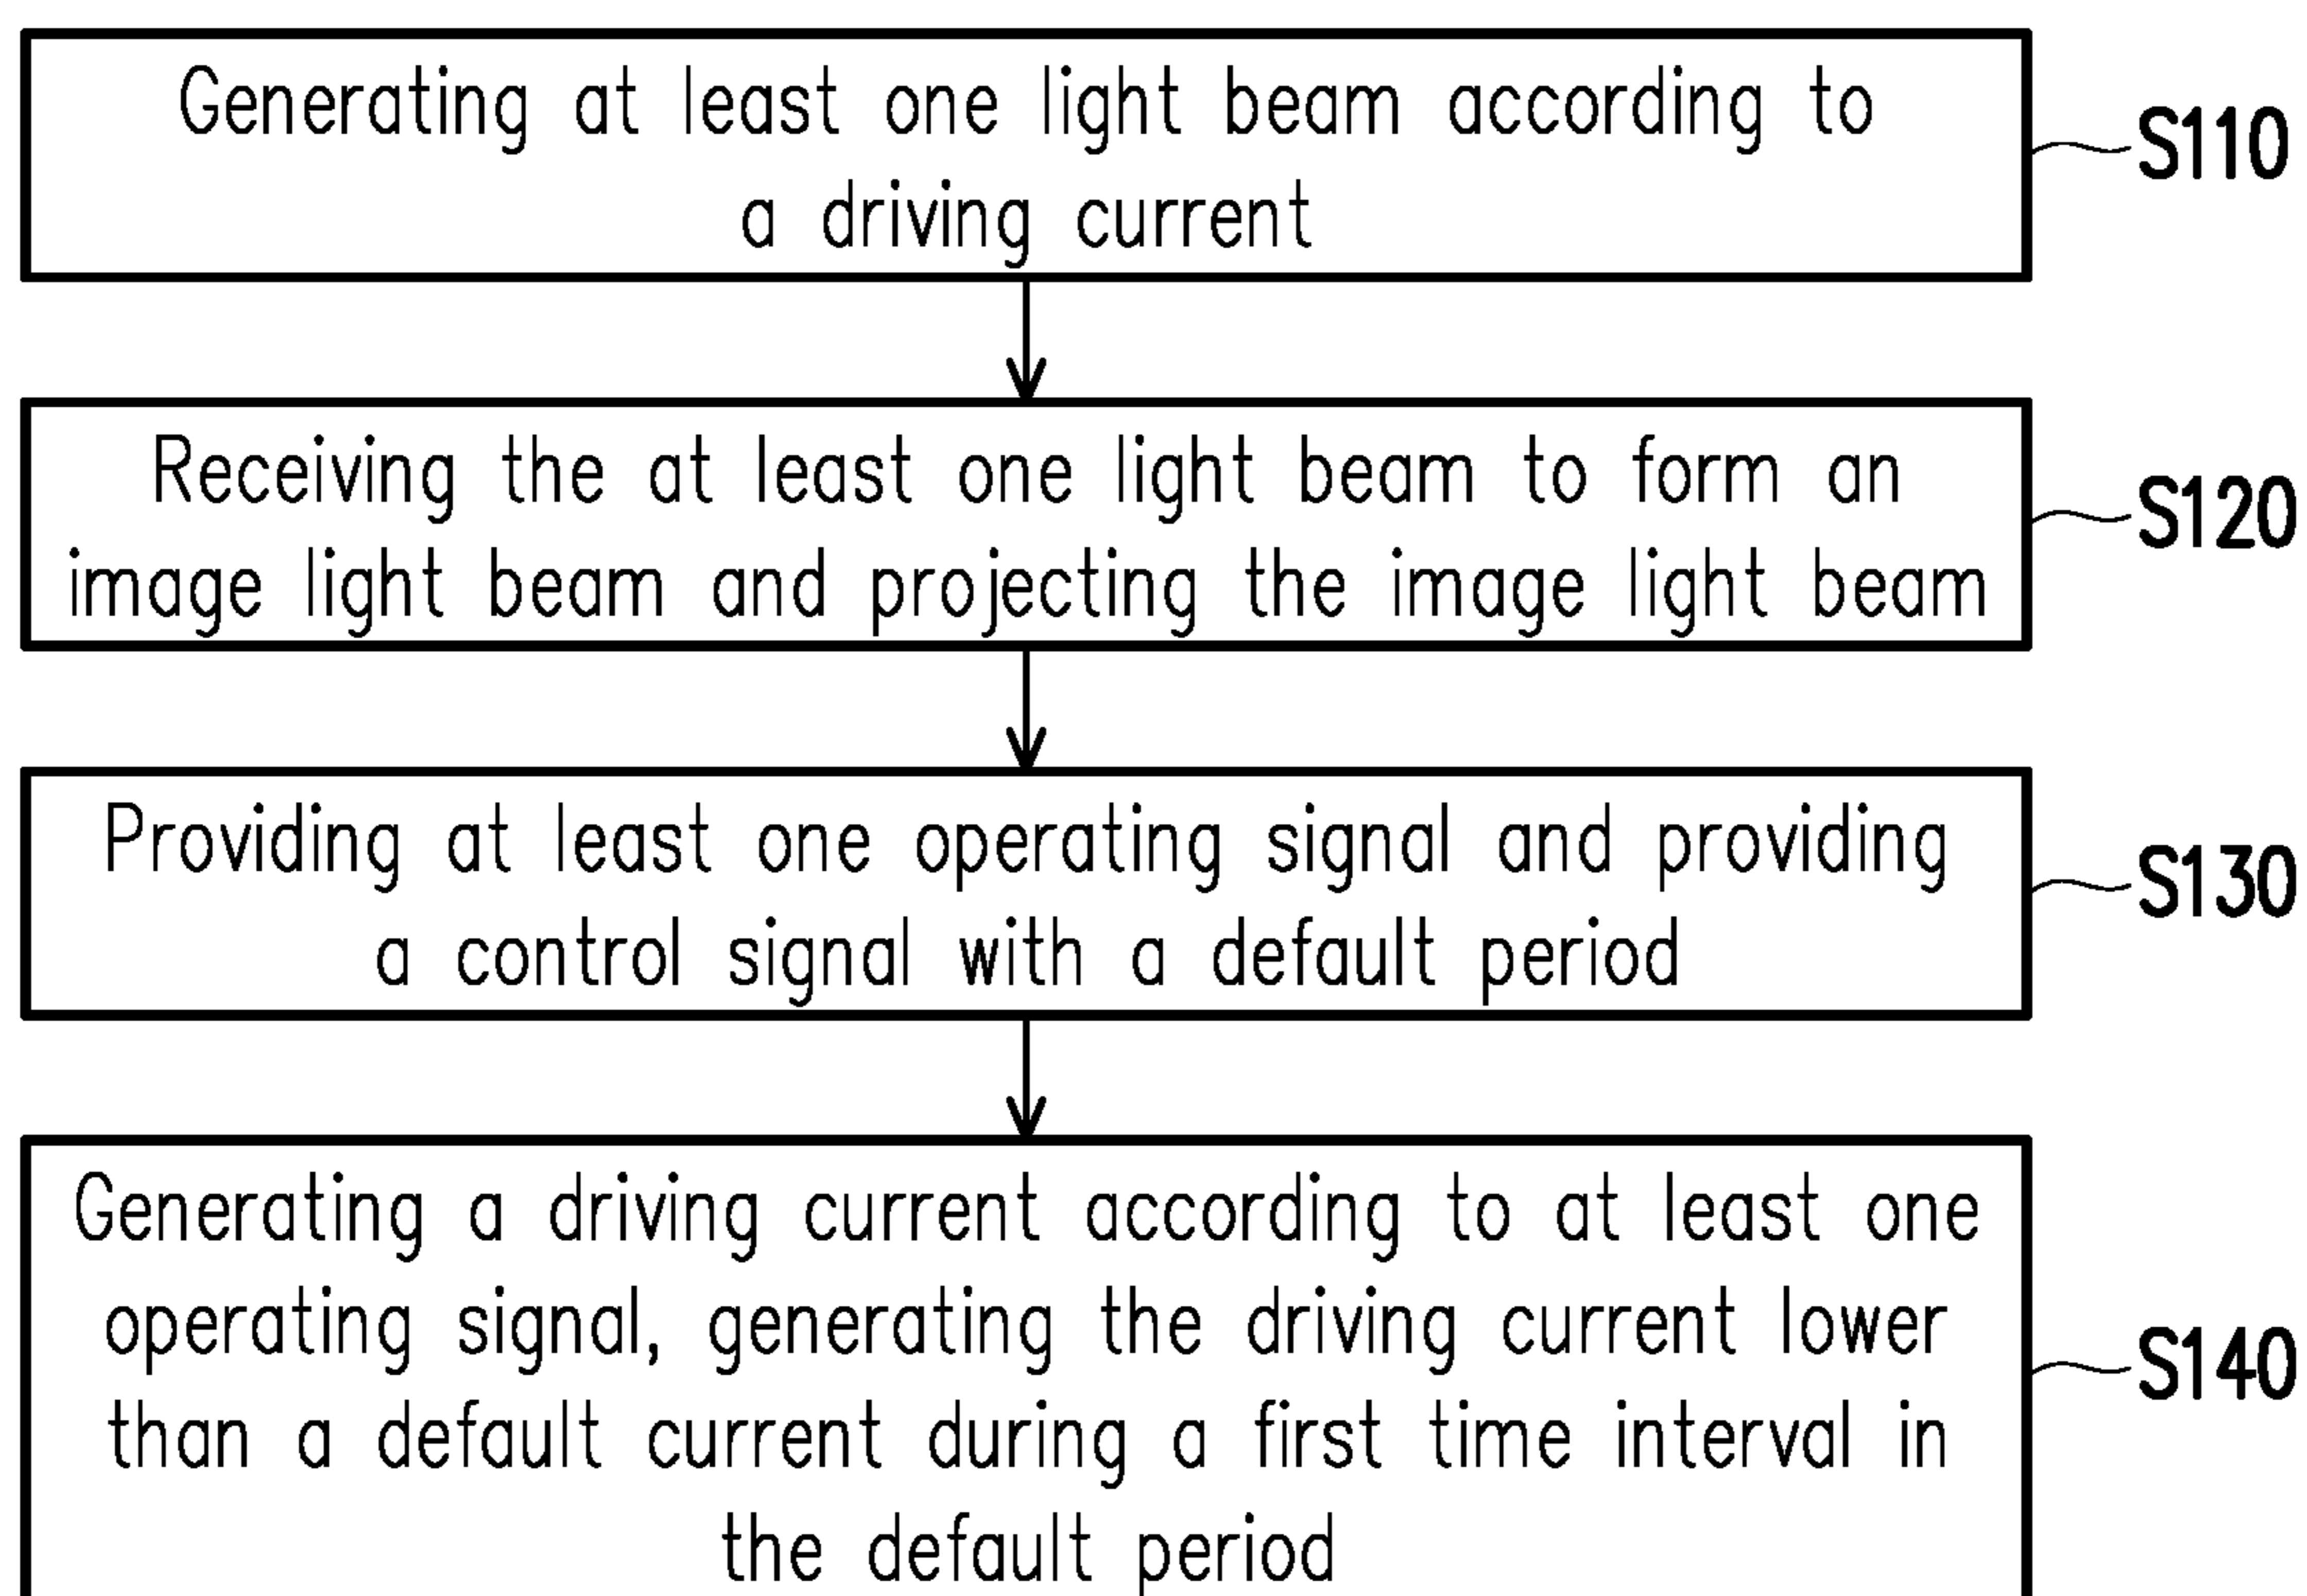 Generating at least one light beam according to
a driving current
S110
Receiving the at least one light beam to form an
image light beam and projecting the image light beam
S120
Providing at least one operating signal and providing
a control signal with a default period
S130
Generating a driving current according to at least one
operating signal, generating the driving current lower
than a default current during a first time interval in
the default period
S140